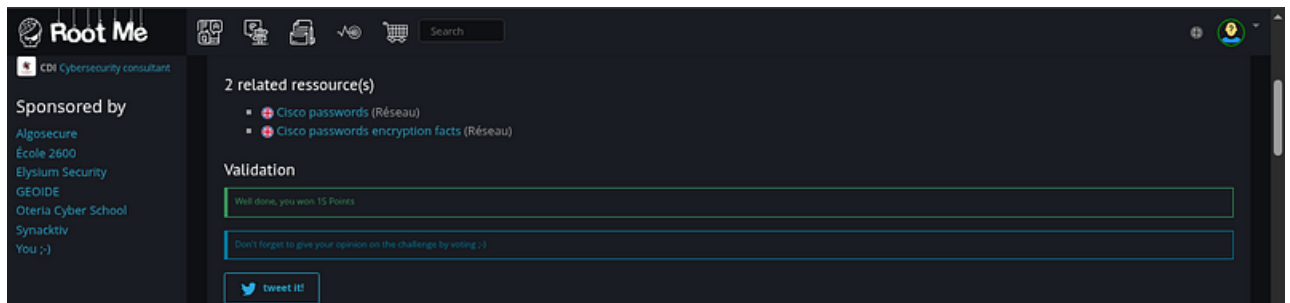 Root Me
Search
CDI Cybersecurity consultant
Sponsored by
Algosecure
École 2600
Elysium Security
GEOIDE
Oteria Cyber School
Synacktiv
You ;-)
2 related ressource(s)
Cisco passwords (Réseau)
Cisco passwords encryption facts (Réseau)
Validation
Well done, you won 15 Points
Don't forget to give your opinion on the challenge by voting ;-)
tweet it!